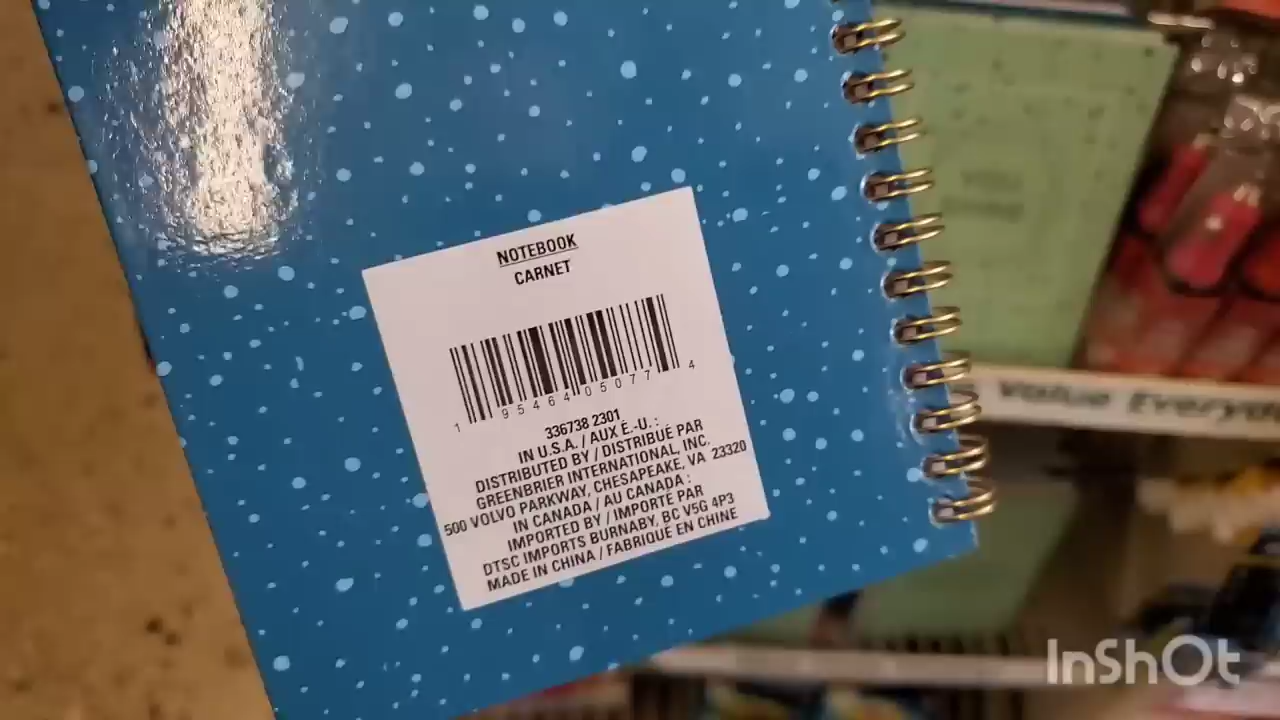 NOTEBOOK
CARNET
1 95464 05077 4
336738 2301
IN U.S.A. / AUX É.-U. :
DISTRIBUTED BY / DISTRIBUÉ PAR
GREENBRIER INTERNATIONAL, INC.
500 VOLVO PARKWAY, CHESAPEAKE, VA 23320
IN CANADA / AU CANADA :
IMPORTED BY / IMPORTÉ PAR
DTSC IMPORTS BURNABY, BC V5G 4P3
MADE IN CHINA / FABRIQUÉ EN CHINE
Value Everyd
InShOt